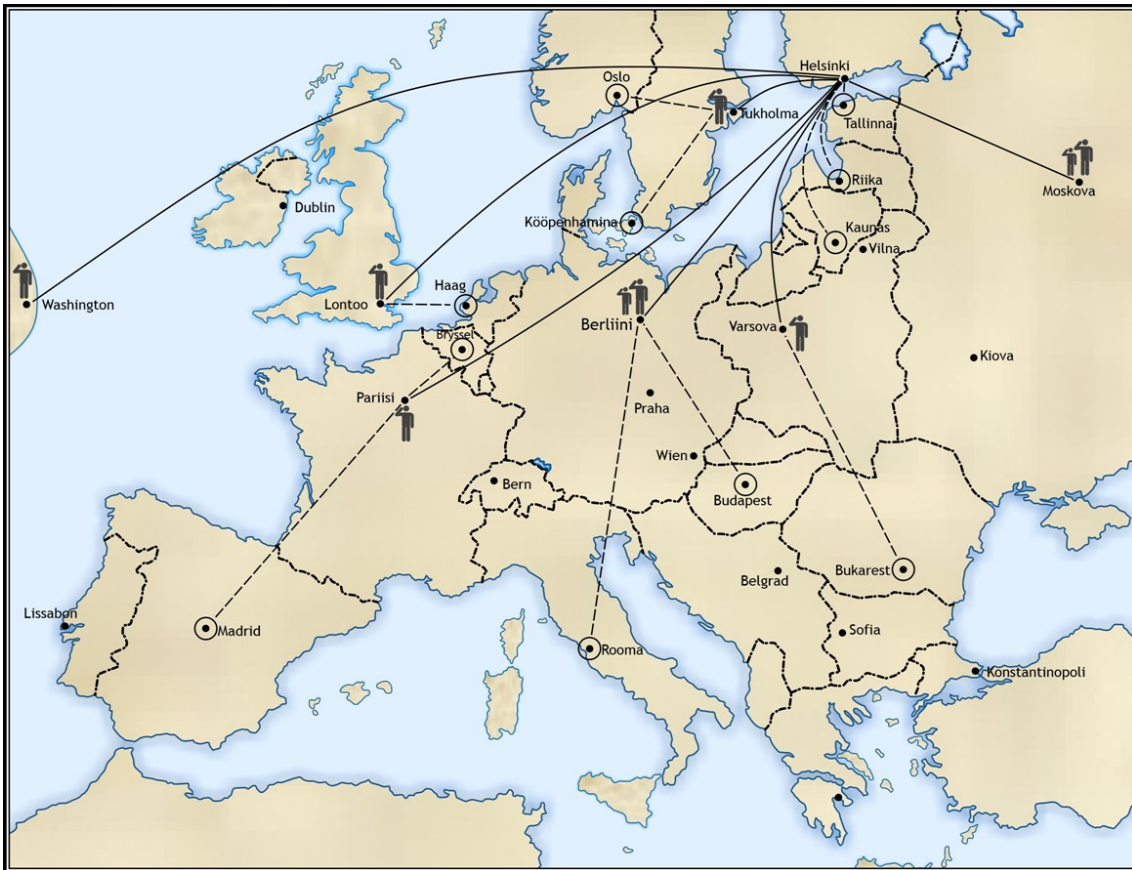 Helsinki
Oslo
Tukholma
Tallinna
Riika
Moskova
Dublin
Kööpenhamina
Kaunas
Vilna
Haag
Washington
Lontoo
Berliini
Varsova
Bryssel
Kiova
Pariisi
Praha
Wien
Bern
Budapest
Bukarest
Belgrad
Lissabon
Madrid
Sofia
Rooma
Konstantinopoli